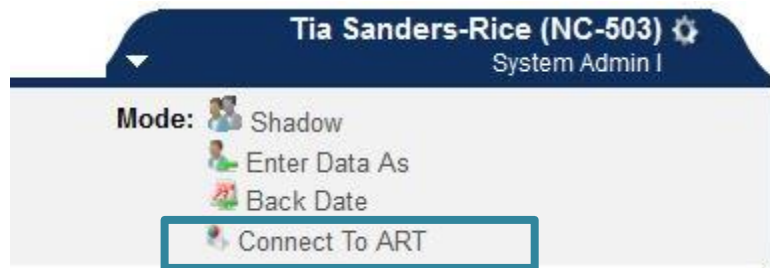 Tia Sanders-Rice (NC-503)
System Admin I
Mode: Shadow
Enter Data As
Back Date
Connect To ART